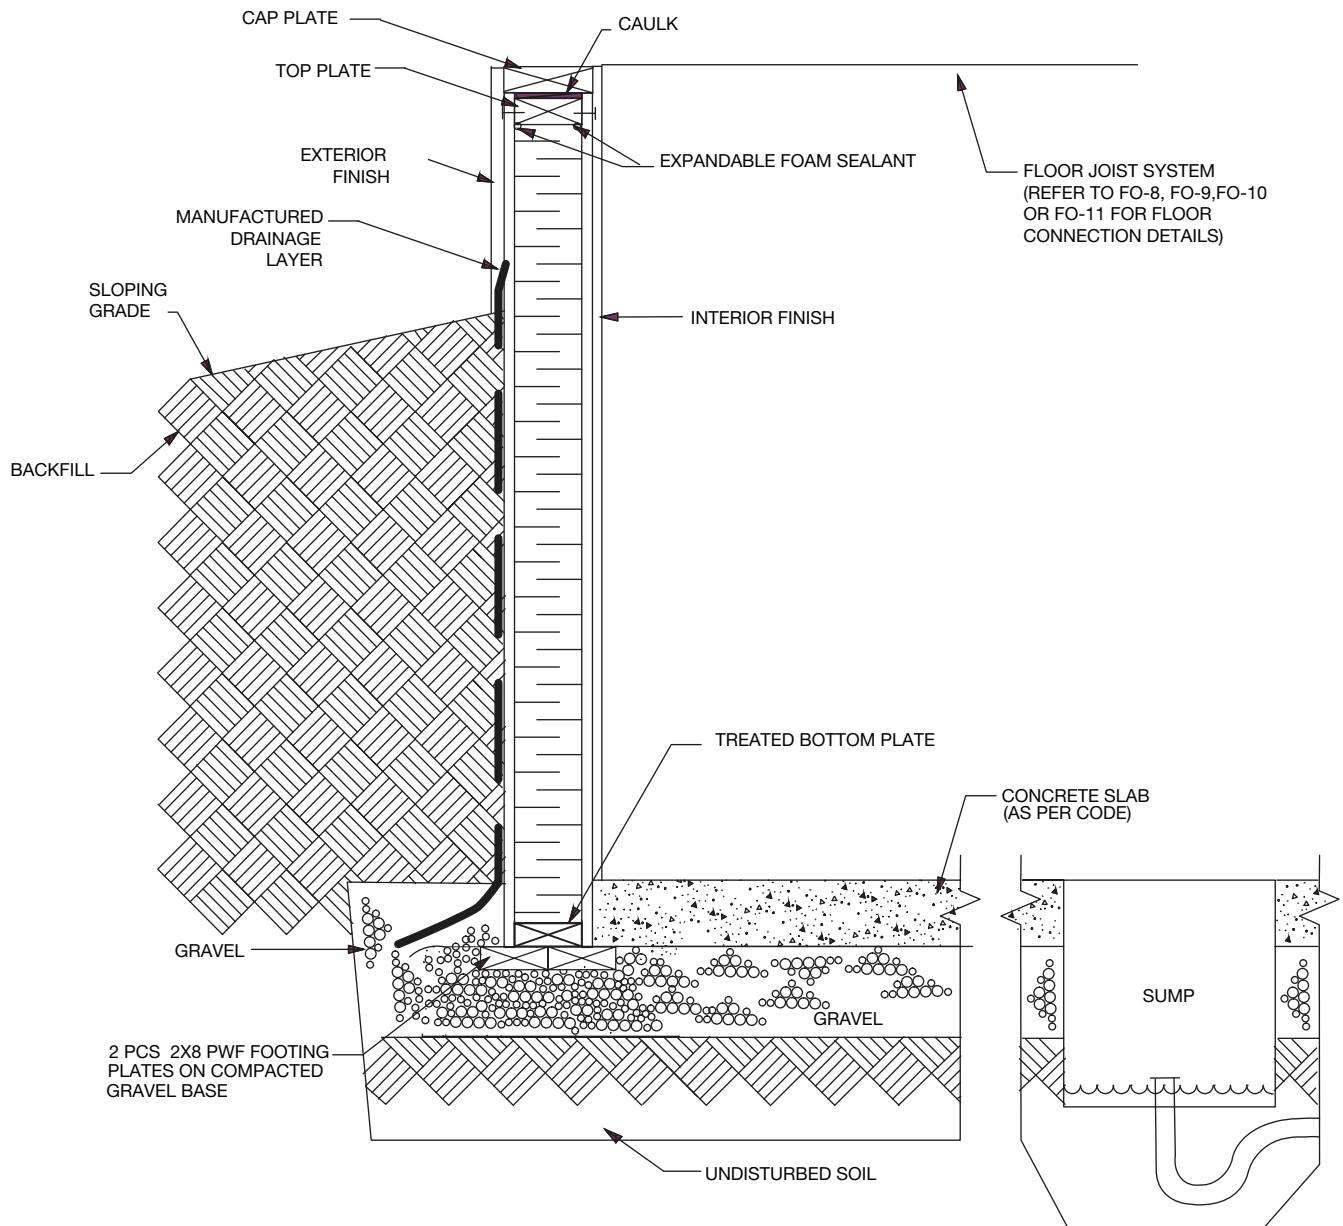 CAP PLATE
CAULK
TOP PLATE
EXPANDABLE FOAM SEALANT
EXTERIOR
FINISH
FLOOR JOIST SYSTEM
(REFER TO FO-8, FO-9,FO-10
OR FO-11 FOR FLOOR
CONNECTION DETAILS)
MANUFACTURED
DRAINAGE
LAYER
SLOPING
GRADE
INTERIOR FINISH
BACKFILL
TREATED BOTTOM PLATE
CONCRETE SLAB
(AS PER CODE)
GRAVEL
SUMP
GRAVEL
2 PCS 2X8 PWF FOOTING
PLATES ON COMPACTED
GRAVEL BASE
UNDISTURBED SOIL